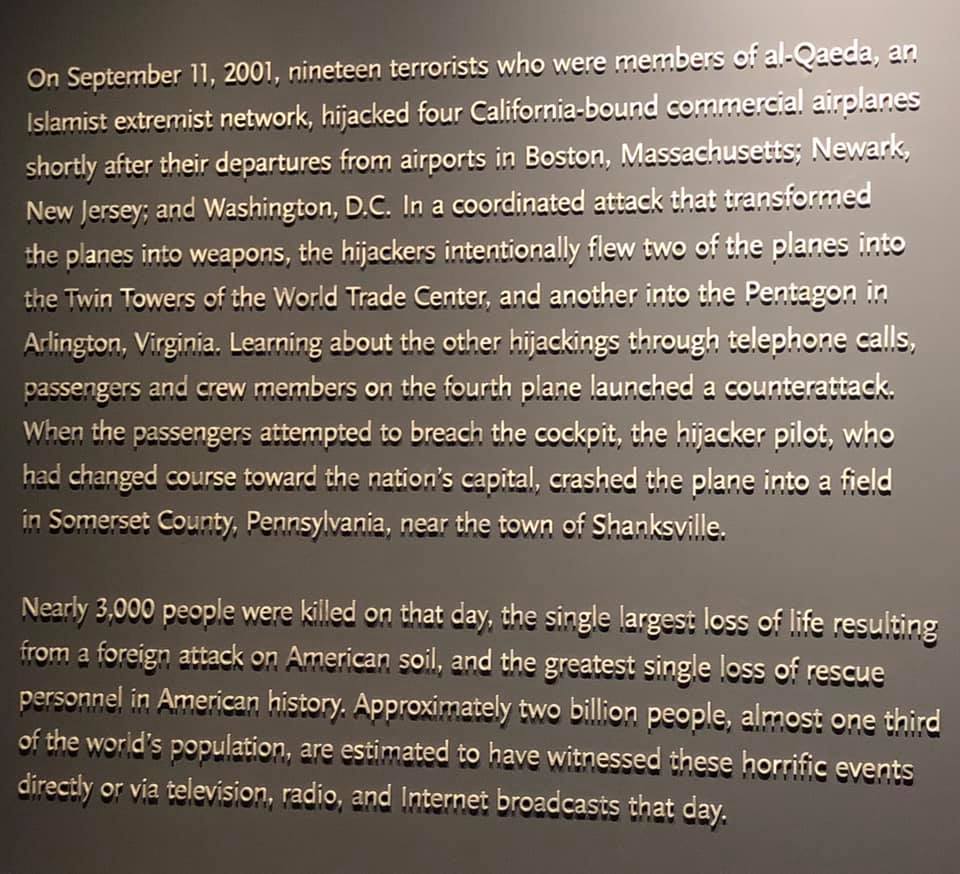 On September 11, 2001, nineteen terrorists who were members of al-Qaeda, an
Islamist extremist network, hijacked four California-bound commercial airplanes
shortly after their departures from airports in Boston, Massachusetts; Newark,
New Jersey; and Washington, D.C. In a coordinated attack that transformed
the planes into weapons, the hijackers intentionally flew two of the planes into
the Twin Towers of the World Trade Center, and another into the Pentagon in
Arlington, Virginia. Learning about the other hijackings through telephone calls,
passengers and crew members on the fourth plane launched a counterattack.
When the passengers attempted to breach the cockpit, the hijacker pilot, who
had changed course toward the nation's capital, crashed the plane into a field
in Somerset County, Pennsylvania, near the town of Shanksville.
Nearly 3,000 people were killed on that day, the single largest loss of life resulting
from a foreign attack on American soil, and the greatest single loss of rescue
personnel in American history. Approximately two billion people, almost one third
of the world's population, are estimated to have witnessed these horrific events
directly or via television, radio, and Internet broadcasts that day.